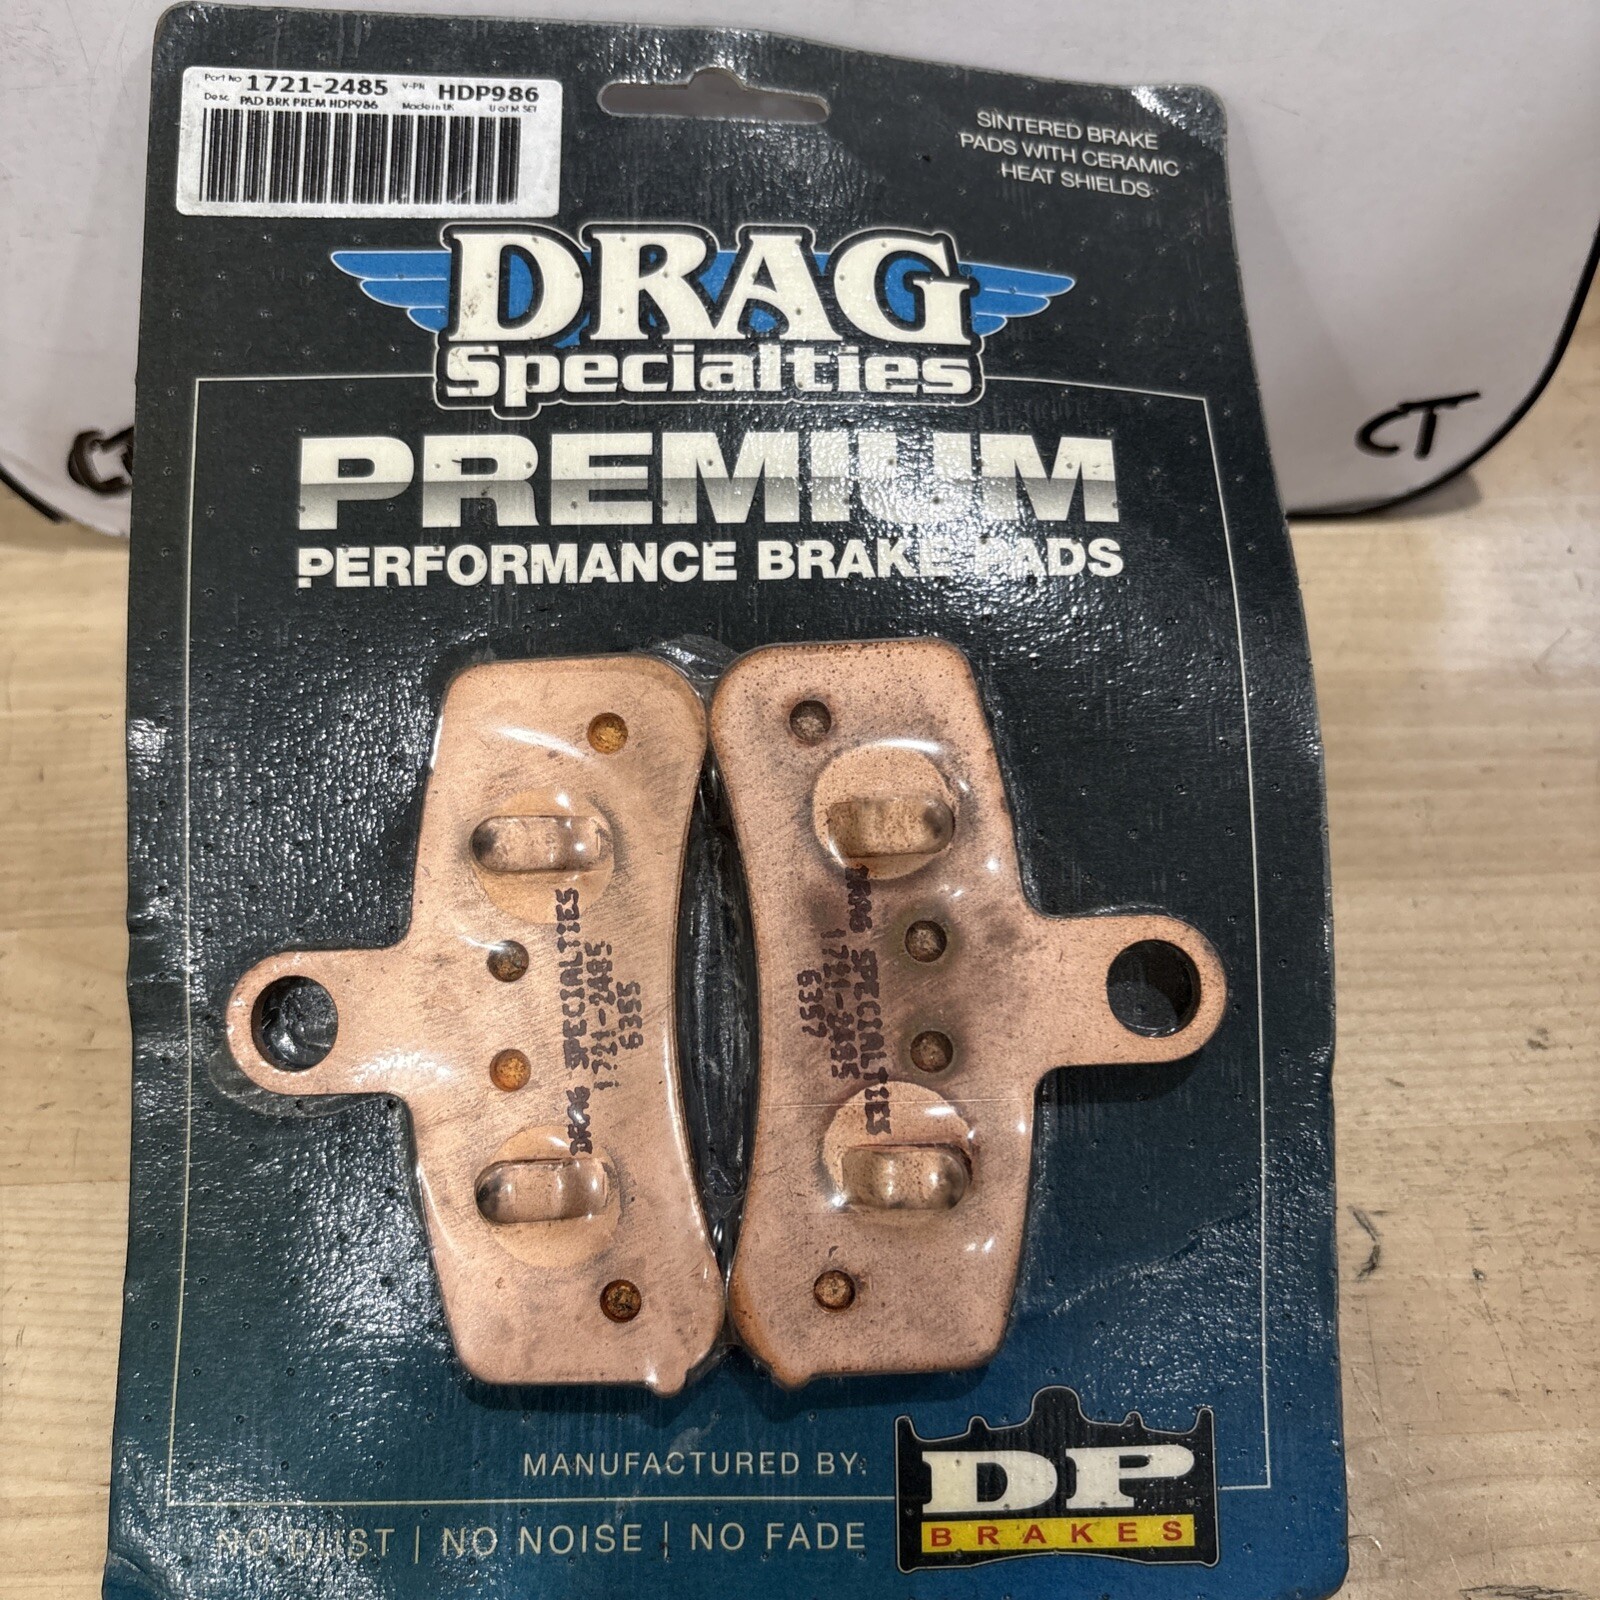 Part No 1721-2485 V-PN HDP986
Desc PAD BRK PREM HDP986 Made in UK U of M SET
SINTERED BRAKE
PADS WITH CERAMIC
HEAT SHIELDS
DRAG
Specialties
PREMIUM
PERFORMANCE BRAKE PADS
CT
CT
DRAG SPECIALTIES
1721-2485
6355
DRAG SPECIALTIES
1721-2485
6357
MANUFACTURED BY:
DP
BRAKES
NO DUST | NO NOISE | NO FADE